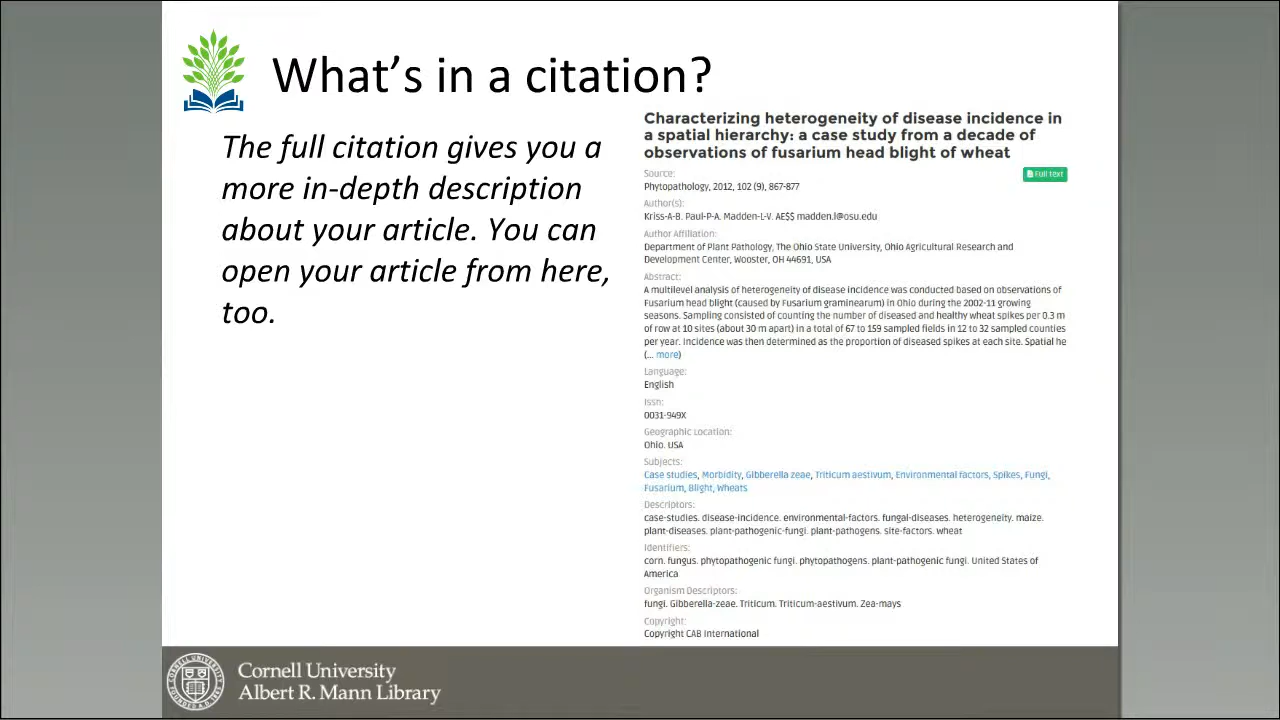 What's in a citation?
The full citation gives you a
more in-depth description
about your article. You can
open your article from here,
too.
Characterizing heterogeneity of disease incidence in
a spatial hierarchy: a case study from a decade of
observations of fusarium head blight of wheat
Source:
Full text
Phytopathology, 2012, 102 (9), 867-877
Author(s):
Kriss-A-B. Paul-P-A. Madden-L-V. AE$$ madden.l@osu.edu
Author Affiliation:
Department of Plant Pathology, The Ohio State University, Ohio Agricultural Research and
Development Center, Wooster, OH 44691, USA
Abstract:
A multilevel analysis of heterogeneity of disease incidence was conducted based on observations of
Fusarium head blight (caused by Fusarium graminearum) in Ohio during the 2002-11 growing
seasons. Sampling consisted of counting the number of diseased and healthy wheat spikes per 0.3 m
of row at 10 sites (about 30 m apart) in a total of 67 to 159 sampled fields in 12 to 32 sampled counties
per year. Incidence was then determined as the proportion of diseased spikes at each site. Spatial he
(... more)
Language:
English
Issn:
0031-949X
Geographic Location:
Ohio. USA
Subjects:
Case studies, Morbidity, Gibberella zeae, Triticum aestivum, Environmental factors, Spikes, Fungi,
Fusarium, Blight, Wheats
Descriptors:
case-studies. disease-incidence. environmental-factors. fungal-diseases. heterogeneity. maize.
plant-diseases. plant-pathogenic-fungi. plant-pathogens. site-factors. wheat
Identifiers:
corn. fungus. phytopathogenic fungi. phytopathogens. plant-pathogenic fungi. United States of
America
Organism Descriptors:
fungi. Gibberella-zeae. Triticum. Triticum-aestivum. Zea-mays
Copyright:
Copyright CAB International
Cornell University
Albert R. Mann Library